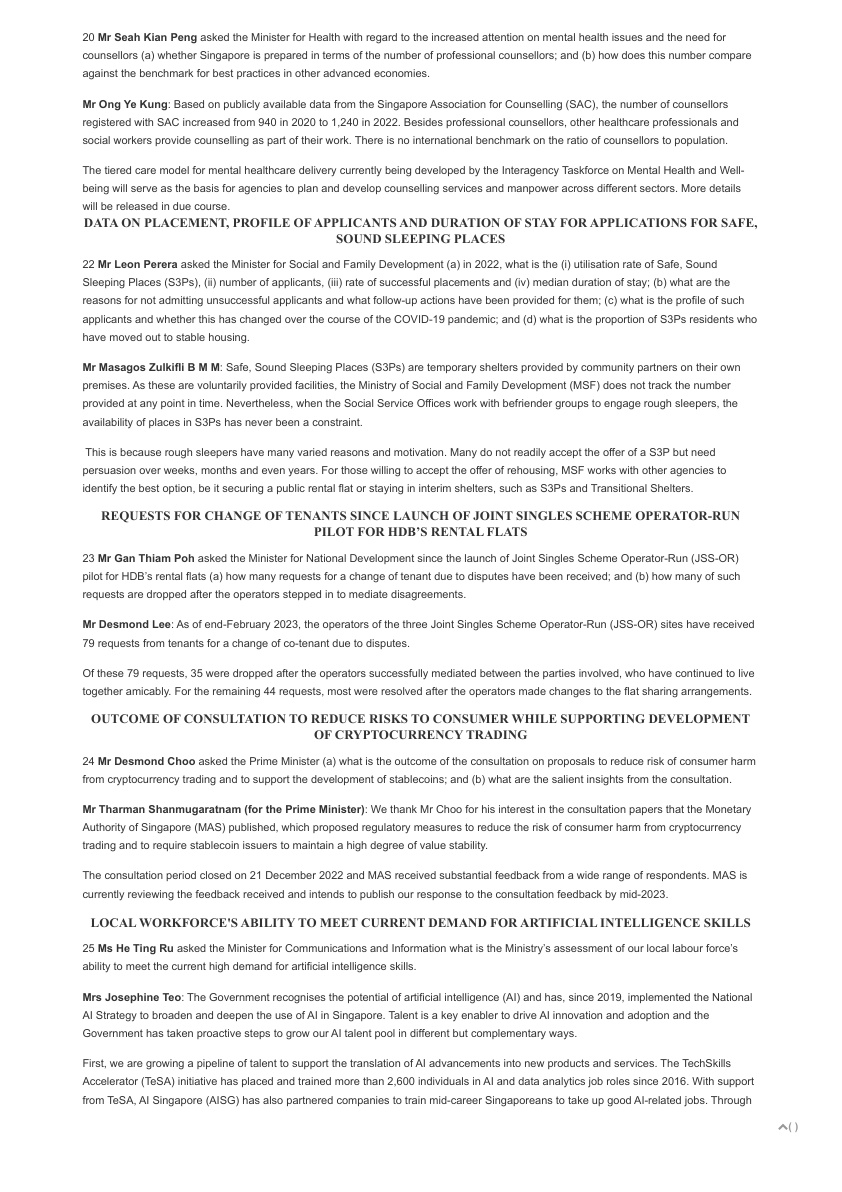 20 Mr Seah Kian Peng asked the Minister for Health with regard to the increased attention on mental health issues and the need for
counsellors (a) whether Singapore is prepared in terms of the number of professional counsellors; and (b) how does this number compare
against the benchmark for best practices in other advanced economies.
Mr Ong Ye Kung: Based on publicly available data from the Singapore Association for Counselling (SAC), the number of counsellors
registered with SAC increased from 940 in 2020 to 1,240 in 2022. Besides professional counsellors, other healthcare professionals and
social workers provide counselling as part of their work. There is no international benchmark on the ratio of counsellors to population.
The tiered care model for mental healthcare delivery currently being developed by the Interagency Taskforce on Mental Health and Well-
being will serve as the basis for agencies to plan and develop counselling services and manpower across different sectors. More details
will be released in due course.
DATA ON PLACEMENT, PROFILE OF APPLICANTS AND DURATION OF STAY FOR APPLICATIONS FOR SAFE,
SOUND SLEEPING PLACES
22 Mr Leon Perera asked the Minister for Social and Family Development (a) in 2022, what is the (i) utilisation rate of Safe, Sound
Sleeping Places (S3Ps), (ii) number of applicants, (iii) rate of successful placements and (iv) median duration of stay; (b) what are the
reasons for not admitting unsuccessful applicants and what follow-up actions have been provided for them; (c) what is the profile of such
applicants and whether this has changed over the course of the COVID-19 pandemic; and (d) what is the proportion of S3Ps residents who
have moved out to stable housing.
Mr Masagos Zulkifli B M M: Safe, Sound Sleeping Places (S3Ps) are temporary shelters provided by community partners on their own
premises. As these are voluntarily provided facilities, the Ministry of Social and Family Development (MSF) does not track the number
provided at any point in time. Nevertheless, when the Social Service Offices work with befriender groups to engage rough sleepers, the
availability of places in S3Ps has never been a constraint.
This is because rough sleepers have many varied reasons and motivation. Many do not readily accept the offer of a S3P but need
persuasion over weeks, months and even years. For those willing to accept the offer of rehousing, MSF works with other agencies to
identify the best option, be it securing a public rental flat or staying in interim shelters, such as S3Ps and Transitional Shelters.
REQUESTS FOR CHANGE OF TENANTS SINCE LAUNCH OF JOINT SINGLES SCHEME OPERATOR-RUN
PILOT FOR HDB'S RENTAL FLATS
23 Mr Gan Thiam Poh asked the Minister for National Development since the launch of Joint Singles Scheme Operator-Run (JSS-OR)
pilot for HDB's rental flats (a) how many requests for a change of tenant due to disputes have been received; and (b) how many of such
requests are dropped after the operators stepped in to mediate disagreements.
Mr Desmond Lee: As of end-February 2023, the operators of the three Joint Singles Scheme Operator-Run (JSS-OR) sites have received
79 requests from tenants for a change of co-tenant due to disputes.
Of these 79 requests, 35 were dropped after the operators successfully mediated between the parties involved, who have continued to live
together amicably. For the remaining 44 requests, most were resolved after the operators made changes to the flat sharing arrangements.
OUTCOME OF CONSULTATION TO REDUCE RISKS TO CONSUMER WHILE SUPPORTING DEVELOPMENT
OF CRYPTOCURRENCY TRADING
24 Mr Desmond Choo asked the Prime Minister (a) what is the outcome of the consultation on proposals to reduce risk of consumer harm
from cryptocurrency trading and to support the development of stablecoins; and (b) what are the salient insights from the consultation.
Mr Tharman Shanmugaratnam (for the Prime Minister): We thank Mr Choo for his interest in the consultation papers that the Monetary
Authority of Singapore (MAS) published, which proposed regulatory measures to reduce the risk of consumer harm from cryptocurrency
trading and to require stablecoin issuers to maintain a high degree of value stability.
The consultation period closed on 21 December 2022 and MAS received substantial feedback from a wide range of respondents. MAS is
currently reviewing the feedback received and intends to publish our response to the consultation feedback by mid-2023.
LOCAL WORKFORCE'S ABILITY TO MEET CURRENT DEMAND FOR ARTIFICIAL INTELLIGENCE SKILLS
25 Ms He Ting Ru asked the Minister for Communications and Information what is the Ministry's assessment of our local labour force's
ability to meet the current high demand for artificial intelligence skills.
Mrs Josephine Teo: The Government recognises the potential of artificial intelligence (AI) and has, since 2019, implemented the National
AI Strategy to broaden and deepen the use of AI in Singapore. Talent is a key enabler to drive AI innovation and adoption and the
Government has taken proactive steps to grow our AI talent pool in different but complementary ways.
First, we are growing a pipeline of talent to support the translation of AI advancements into new products and services. The TechSkills
Accelerator (TeSA) initiative has placed and trained more than 2,600 individuals in AI and data analytics job roles since 2016. With support
from TeSA, AI Singapore (AISG) has also partnered companies to train mid-career Singaporeans to take up good AI-related jobs. Through
( )